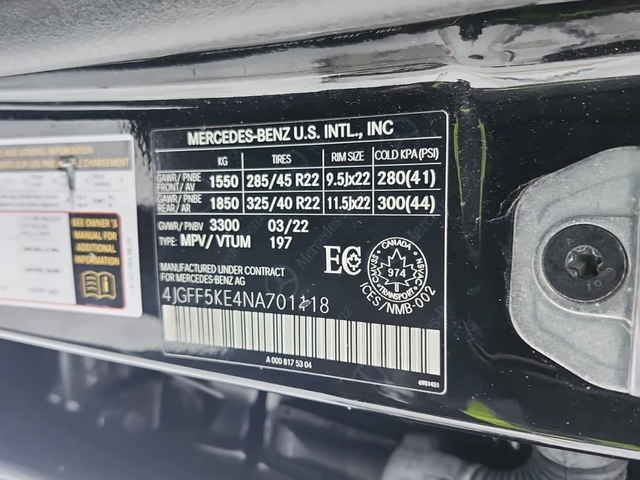 MERCEDES-BENZ U.S. INTL., INC
KG TIRES RIM SIZE COLD KPA(PSI)
GAWR/PNBE FRONT/AV 1550 285/45 R22 9.5Jx22 280(41)
GAWR/PNBE REAR/AR 1850 325/40 R22 11.5Jx22 300(44)
GVWR/PNBV 3300 03/22
TYPE: MPV/VTUM 197
MANUFACTURED UNDER CONTRACT
FOR MERCEDES-BENZ AG
4JGFF5KE4NA701118
EC
CANADA
974
TRANSPORT
ICES/NMB-002
A 000 817 53 04
6983451
SEE OWNER'S
MANUAL FOR
ADDITIONAL
INFORMATION